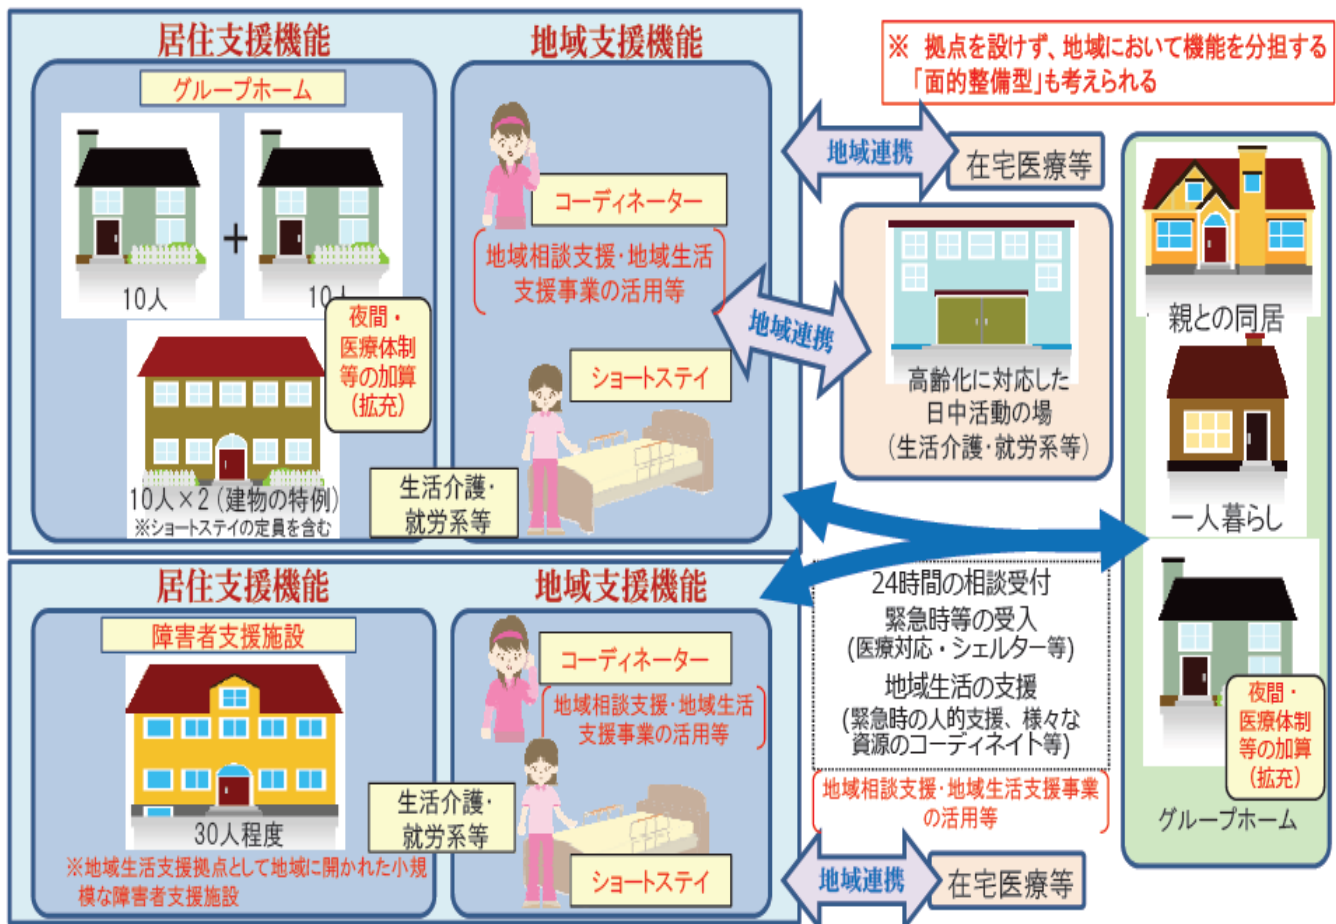 居住支援機能
地域支援機能
グループホーム
10人
+
10人
夜間・
医療体制
等の加算
(拡充)
10人×2(建物の特例)
※ショートステイの定員を含む
コーディネーター
地域相談支援・地域生活
支援事業の活用等
ショートステイ
生活介護・
就労系等
※ 拠点を設けず、地域において機能を分担する
「面的整備型」も考えられる
地域連携
在宅医療等
地域連携
高齢化に対応した
日中活動の場
(生活介護・就労系等)
親との同居
一人暮らし
夜間・
医療体制
等の加算
(拡充)
グループホーム
居住支援機能
地域支援機能
障害者支援施設
30人程度
※地域生活支援拠点として地域に開かれた小規
模な障害者支援施設
コーディネーター
地域相談支援・地域生活
支援事業の活用等
生活介護・
就労系等
ショートステイ
24時間の相談受付
緊急時等の受入
(医療対応・シェルター等)
地域生活の支援
(緊急時の人的支援、様々な
資源のコーディネイト等)
地域相談支援・地域生活支援事業
の活用等
地域連携
在宅医療等